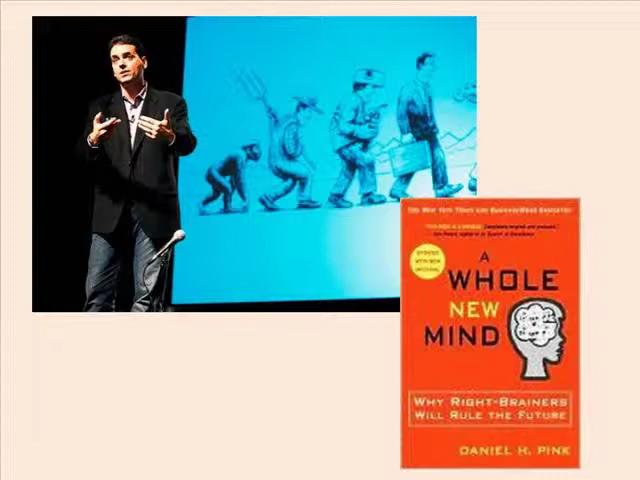 The New York Times and BusinessWeek Bestseller
A
WHOLE
NEW
MIND
Why Right-Brainers
Will Rule the Future
Daniel H. Pink